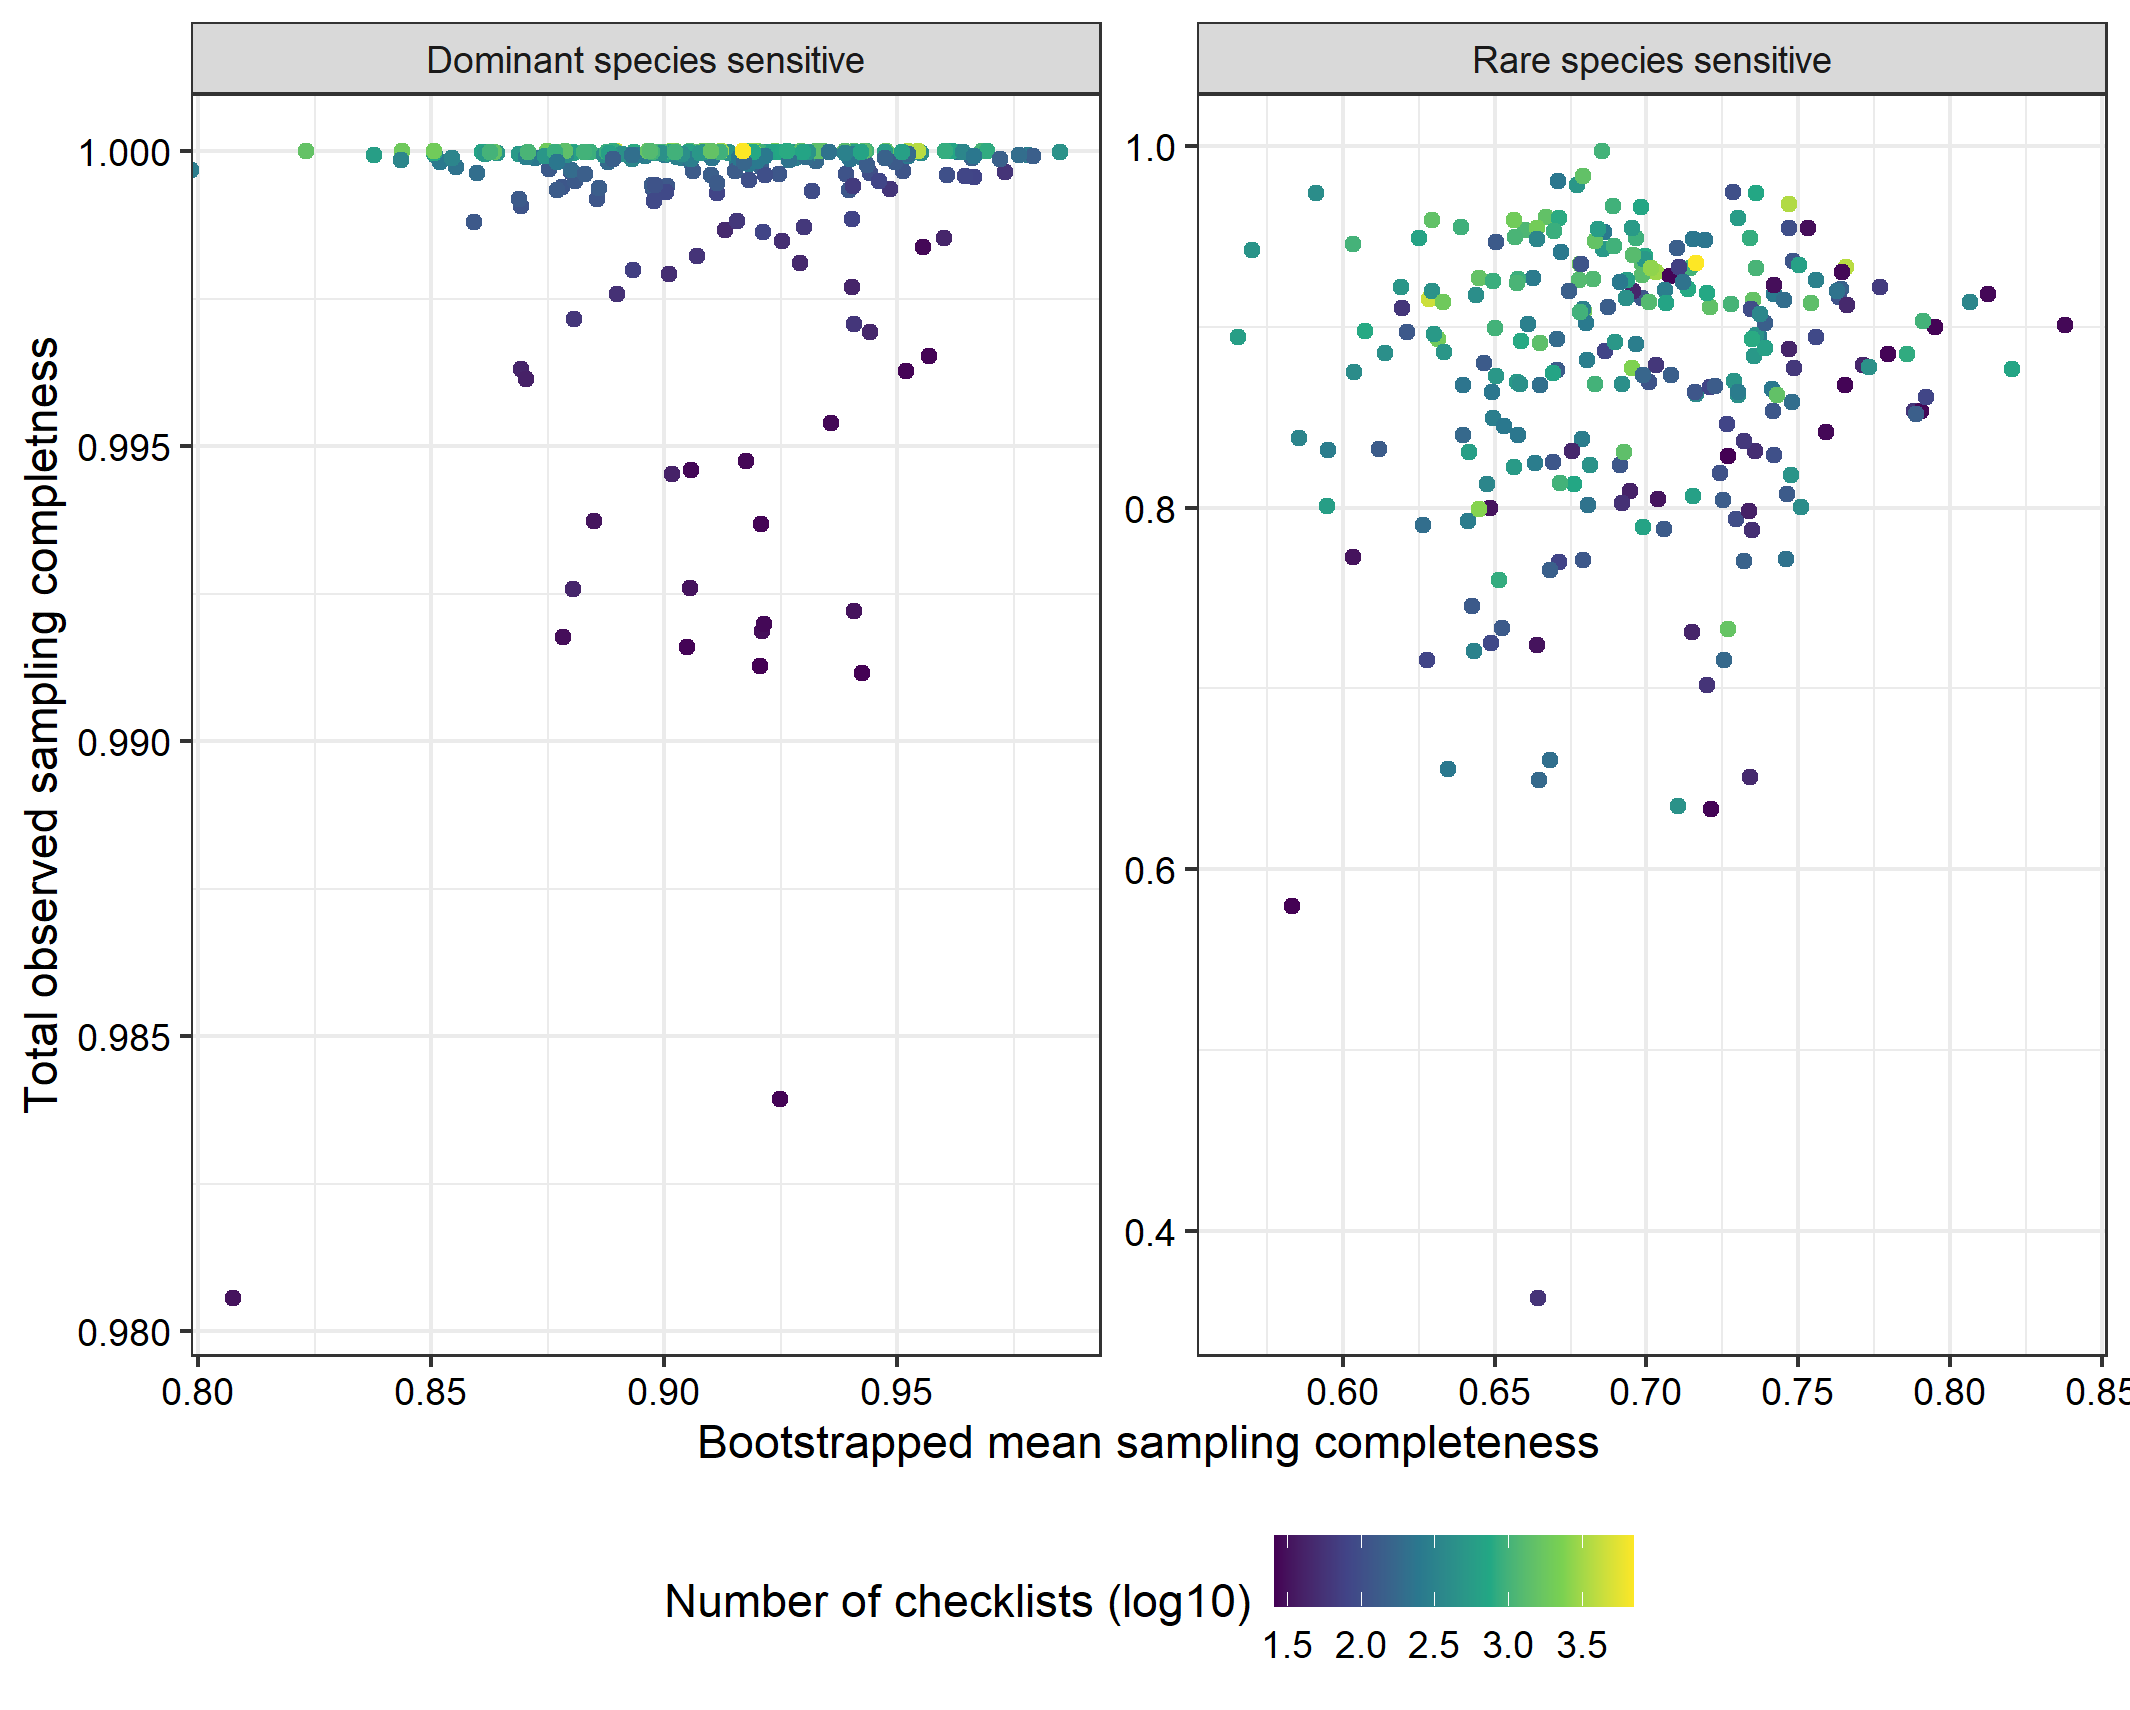 Dominant species sensitive
Rare species sensitive
Total observed sampling completness
1.000
0.995
0.990
0.985
0.980
1.0
0.8
0.6
0.4
0.80 0.85 0.90 0.95
0.60 0.65 0.70 0.75 0.80 0.85
Bootstrapped mean sampling completeness
Number of checklists (log10)
1.5 2.0 2.5 3.0 3.5